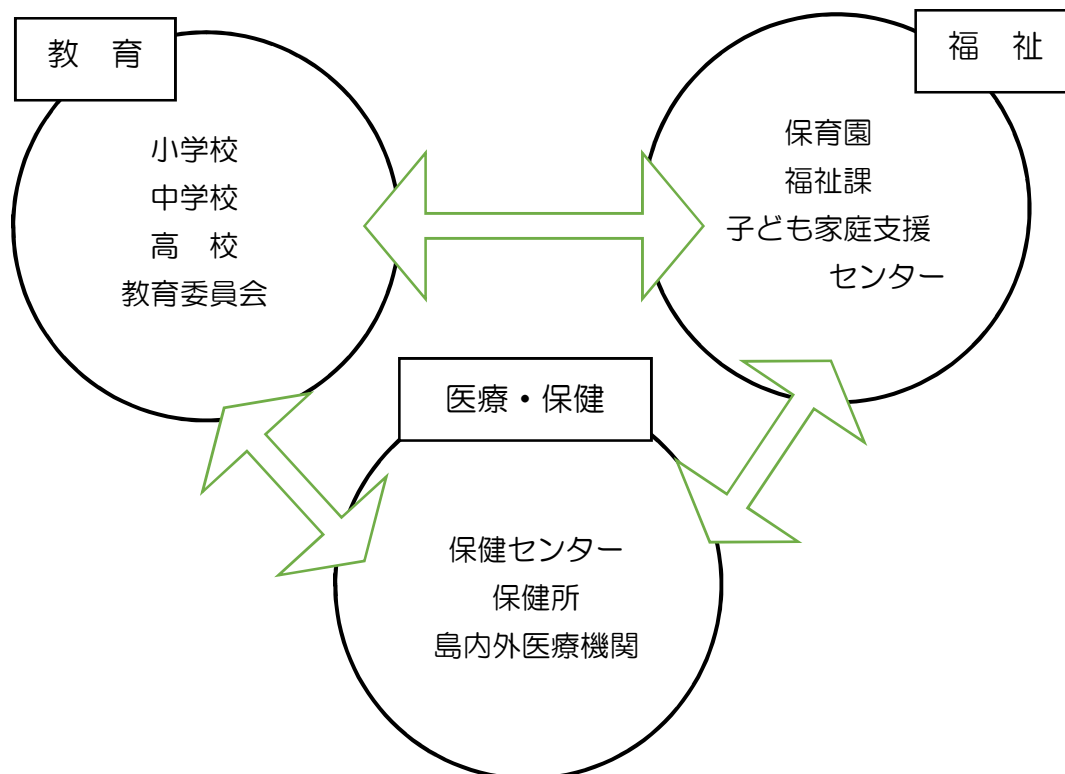 教　育
小学校
中学校
高　校
教育委員会
福　祉
保育園
福祉課
子ども家庭支援
センター
医療・保健
保健センター
保健所
島内外医療機関